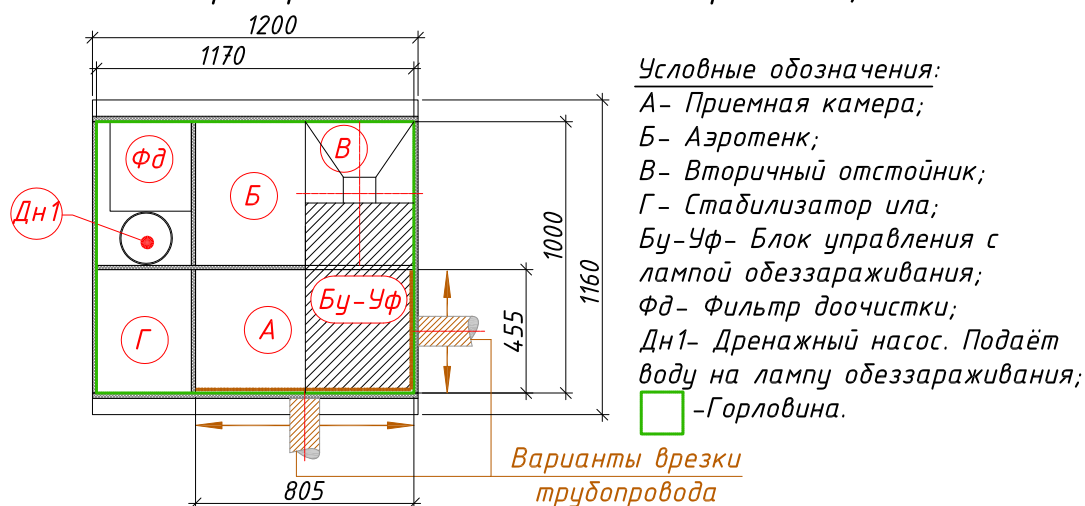 1200
1170
Фд
В
Б
Дн1
Бу-Уф
А
Г
455
1000
1160
805
Варианты врезки
трубопровода
Условные обозначения:
А- Приемная камера;
Б- Аэротенк;
В- Вторичный отстойник;
Г- Стабилизатор ила;
Бу-Уф- Блок управления с
лампой обеззараживания;
Фд- Фильтр доочистки;
Дн1- Дренажный насос. Подаёт
воду на лампу обеззараживания;
-Горловина.